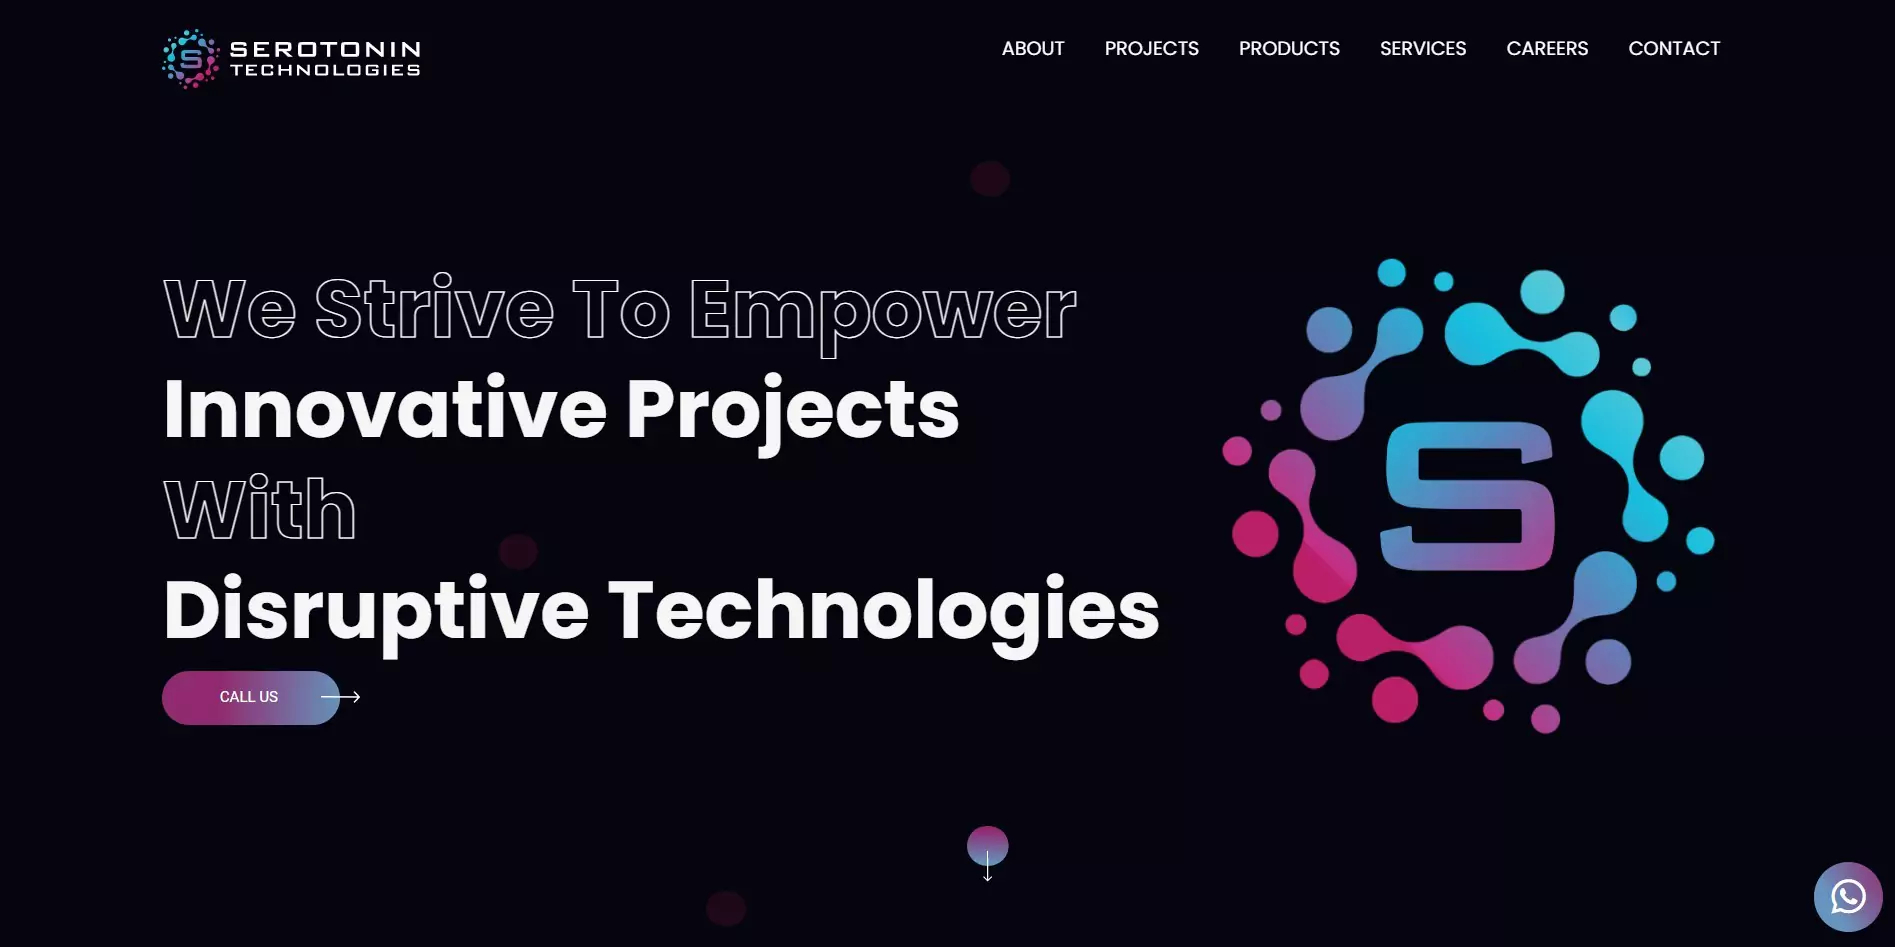 SEROTONIN
TECHNOLOGIES
ABOUT PROJECTS PRODUCTS SERVICES CAREERS CONTACT
We Strive To Empower
Innovative Projects
With
Disruptive Technologies
S
CALL US